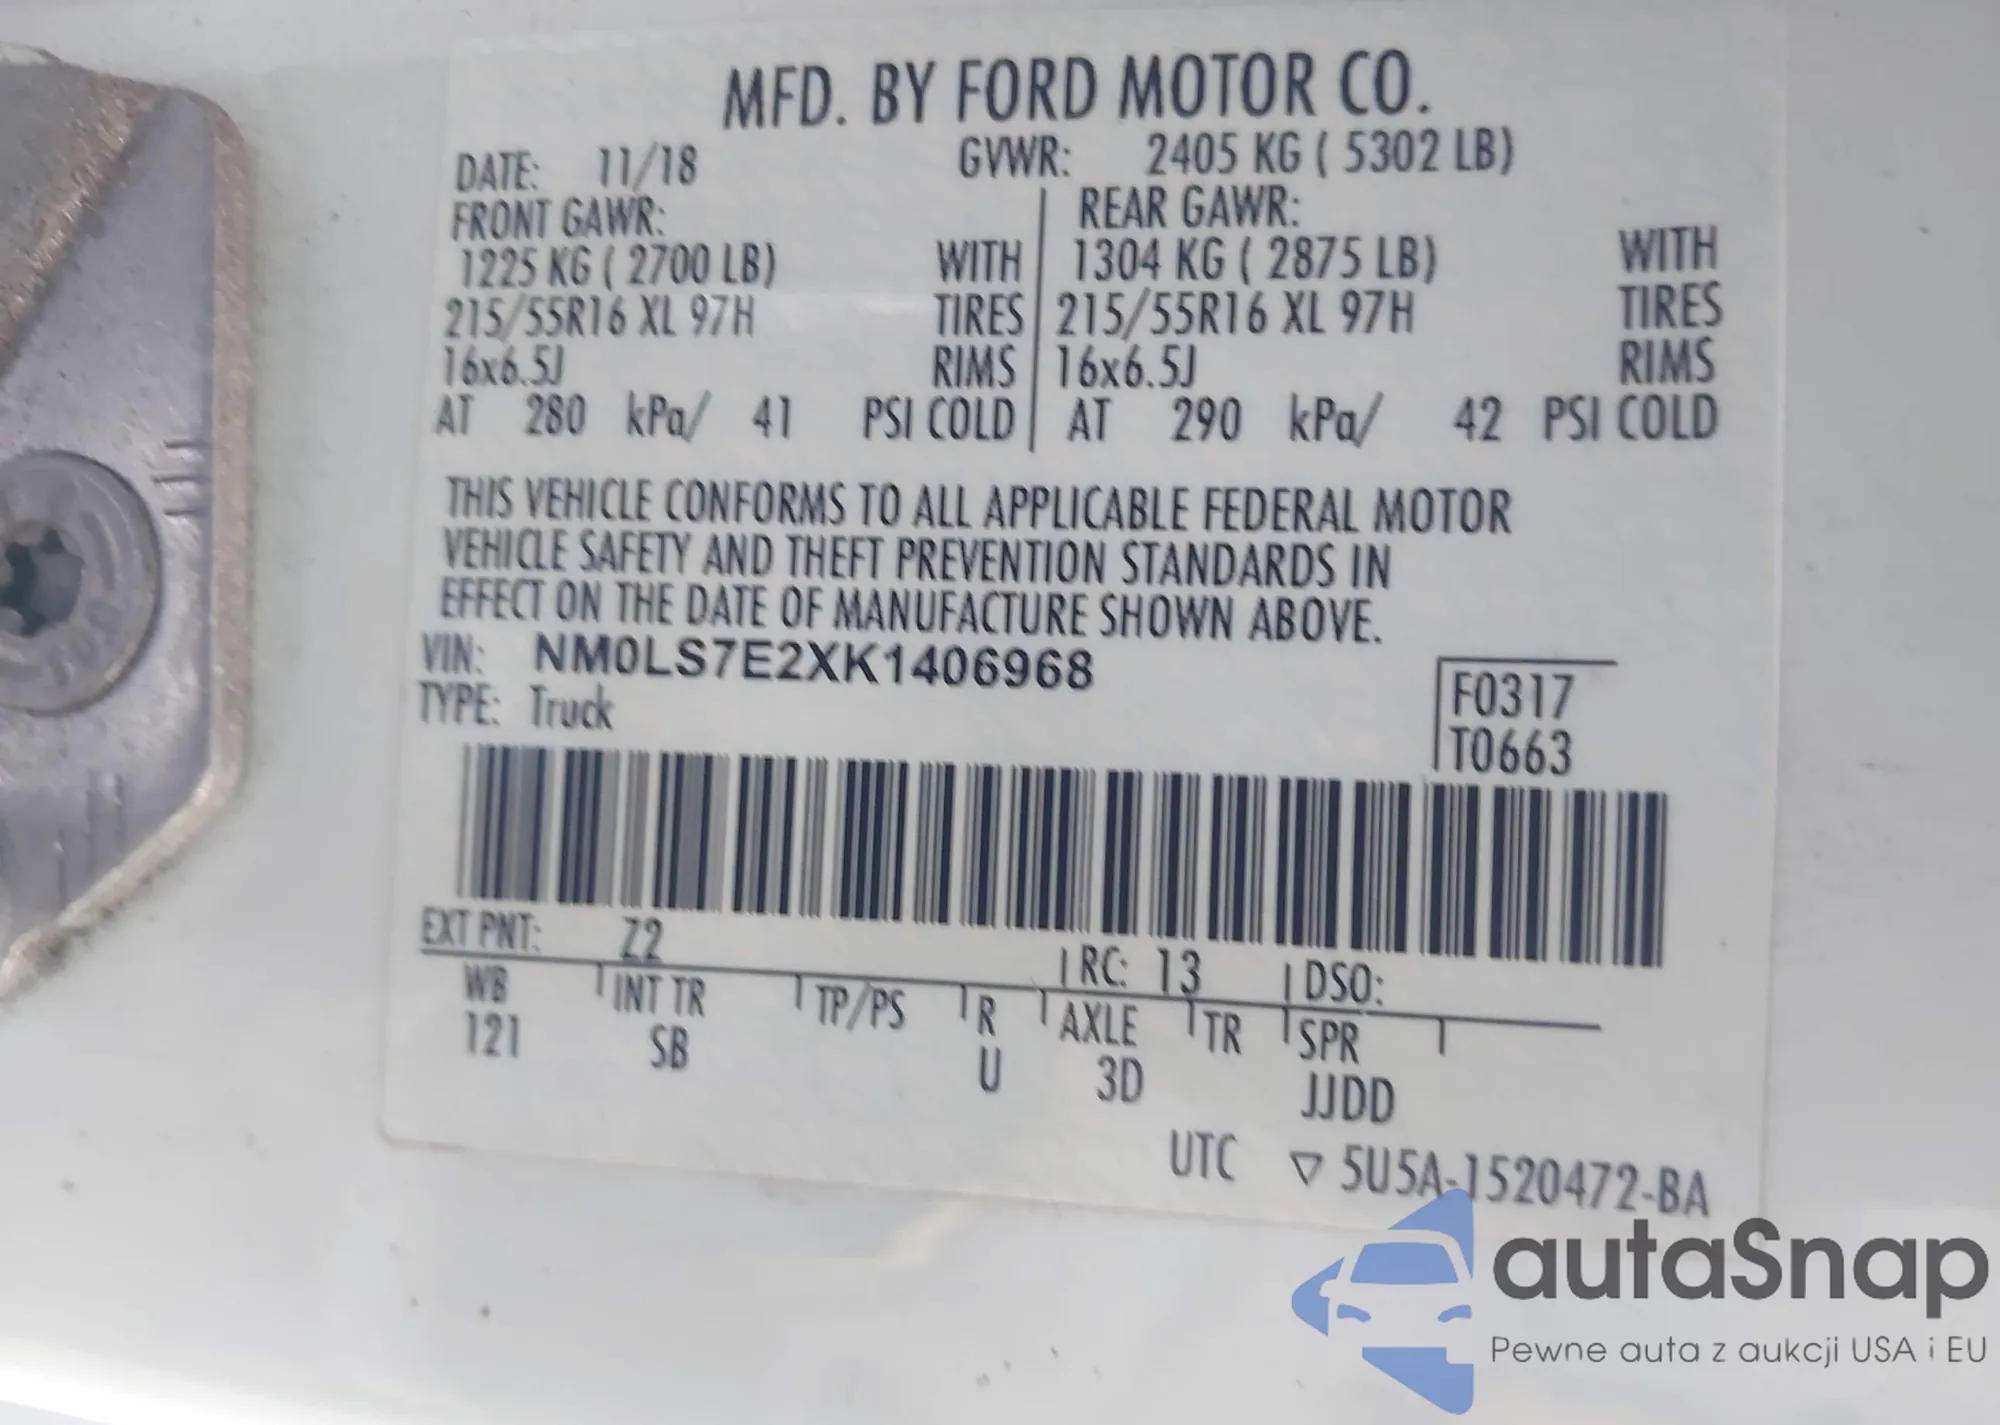 MFD. BY FORD MOTOR CO.
DATE: 11/18 GVWR: 2405 KG ( 5302 LB)
FRONT GAWR: REAR GAWR:
1225 KG ( 2700 LB) WITH 1304 KG ( 2875 LB) WITH
215/55R16 XL 97H TIRES 215/55R16 XL 97H TIRES
16x6.5J RIMS 16x6.5J RIMS
AT 280 kPa/ 41 PSI COLD AT 290 kPa/ 42 PSI COLD
THIS VEHICLE CONFORMS TO ALL APPLICABLE FEDERAL MOTOR
VEHICLE SAFETY AND THEFT PREVENTION STANDARDS IN
EFFECT ON THE DATE OF MANUFACTURE SHOWN ABOVE.
VIN: NM0LS7E2XK1406968
TYPE: Truck
F0317
T0663
EXT PNT: Z2 RC: 13 DSO:
WB INT TR TP/PS R AXLE TR SPR
121 SB U 3D JJDD
UTC ▽ 5U5A-1520472-BA
autaSnap
Pewne auta z aukcji USA i EU